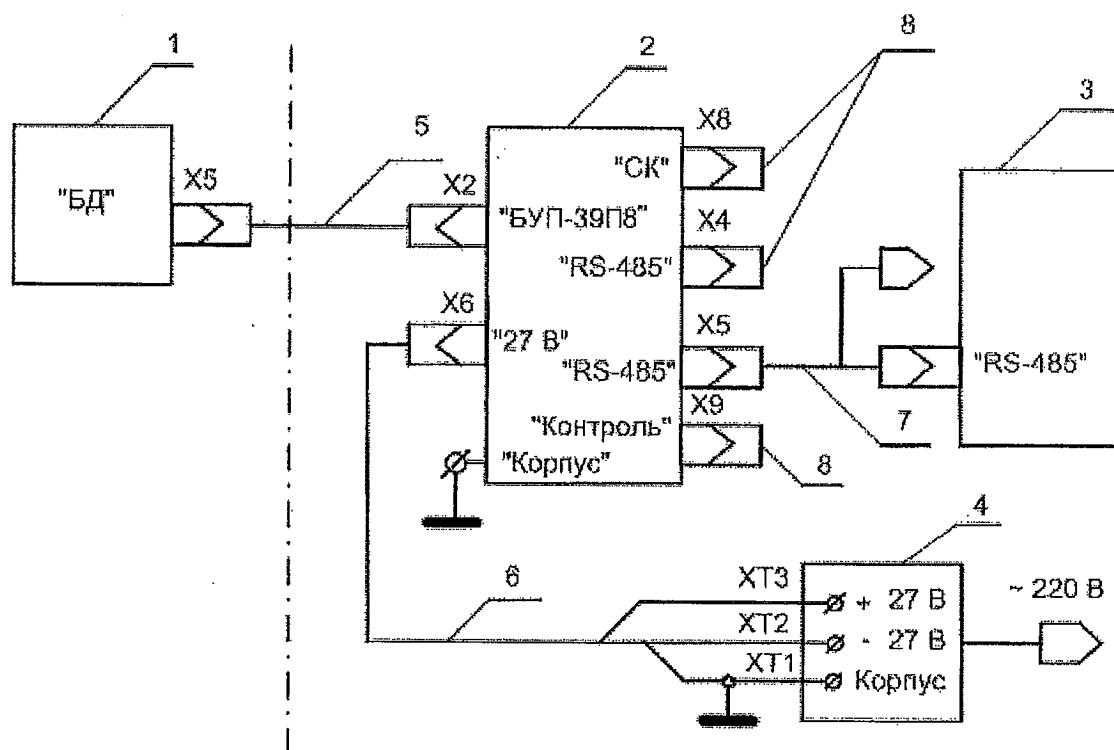 1
2
8
3
5
X8
"СК"
X5
"БД"
X2
"БУП-39П8"
X4
"RS-485"
X6
"27 В"
X5
"RS-485"
"RS-485"
7
X9
"Контроль"
"Корпус"
8
4
6
XT3
+ 27 В
~ 220 В
XT2
- 27 В
XT1
Корпус